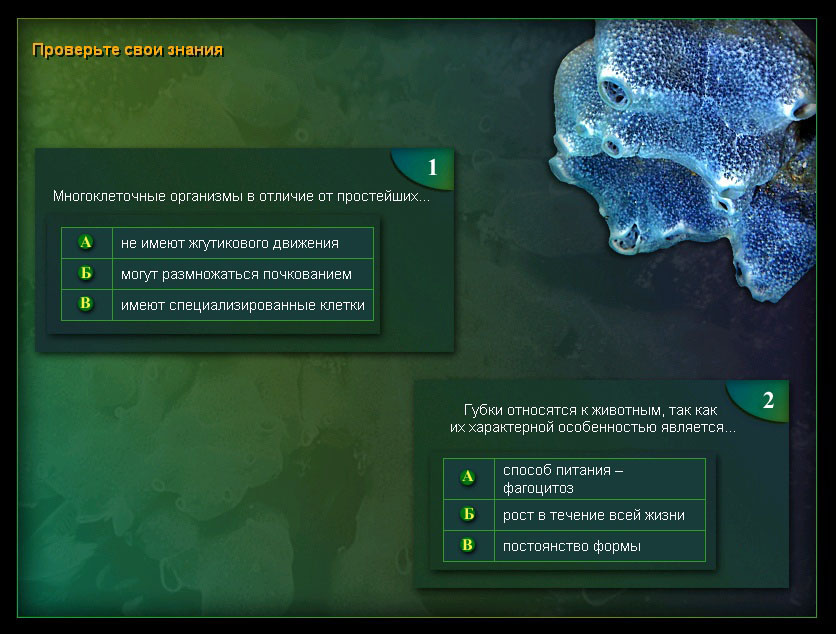 Проверьте свои знания
1
Многоклеточные организмы в отличие от простейших...
А не имеют жгутикового движения
Б могут размножаться почкованием
В имеют специализированные клетки
2
Губки относятся к животным, так как
их характерной особенностью является...
А способ питания –
фагоцитоз
Б рост в течение всей жизни
В постоянство формы